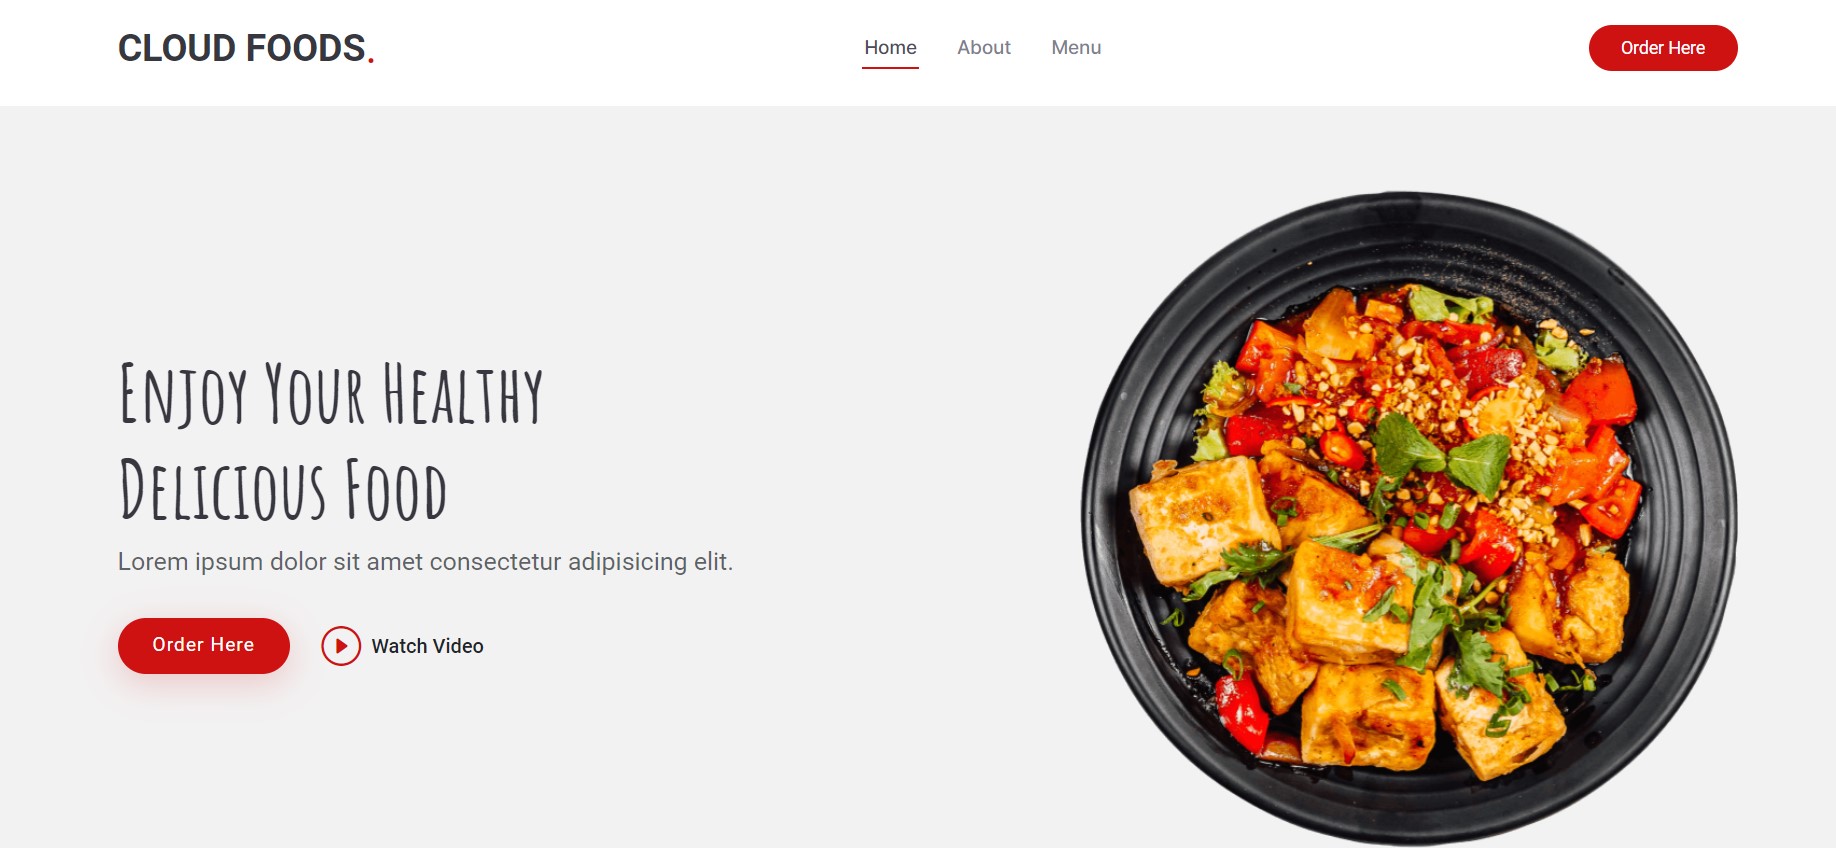 CLOUD FOODS.
Home
About
Menu
Order Here
Enjoy Your Healthy
Delicious Food
Lorem ipsum dolor sit amet consectetur adipisicing elit.
Order Here
Watch Video